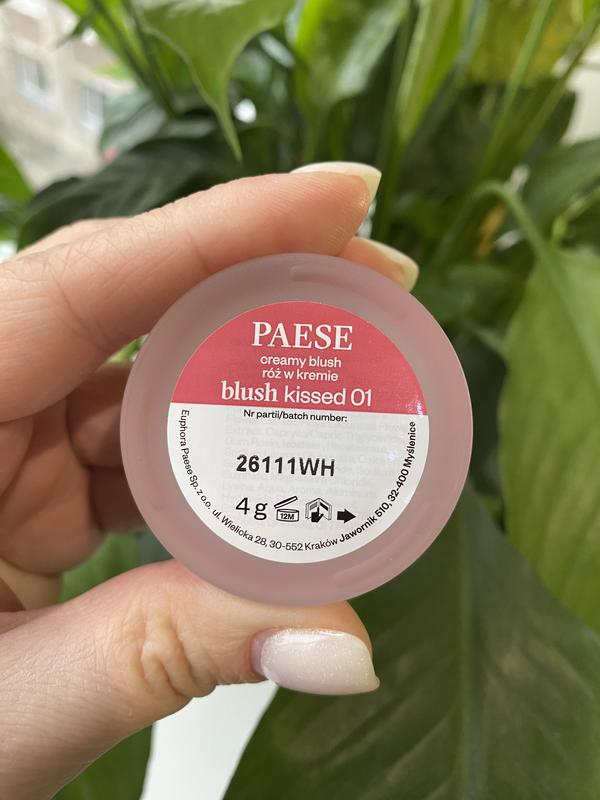 PAESE
creamy blush
róż w kremie
blush kissed 01
Nr partii/batch number:
26111WH
4 g 12M
Euphora Paese Sp. z o.o. ul. Wielicka 28, 30-552 Kraków Jawornik 510, 32-400 Myślenice